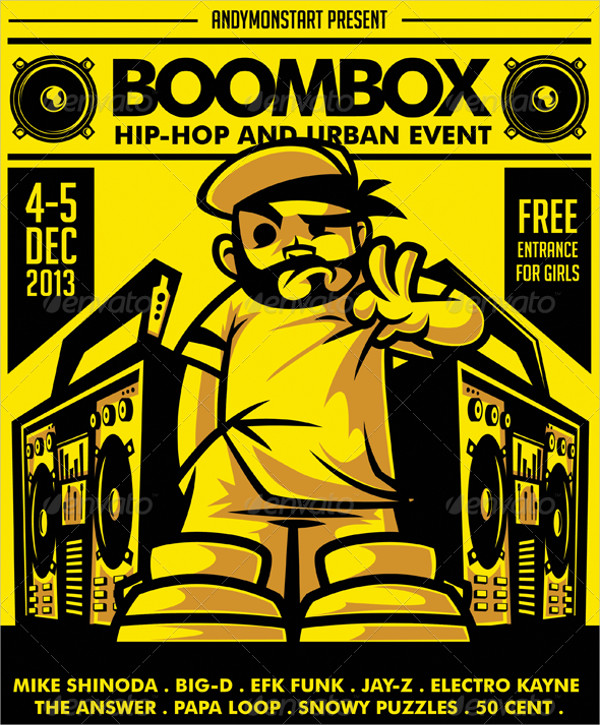 ANDYMONSTART PRESENT
BOOMBOX
HIP-HOP AND URBAN EVENT
4-5
DEC
2013
FREE
ENTRANCE
FOR GIRLS
MIKE SHINODA . BIG-D . EFK FUNK . JAY-Z . ELECTRO KAYNE
THE ANSWER . PAPA LOOP . SNOWY PUZZLES . 50 CENT .
envato